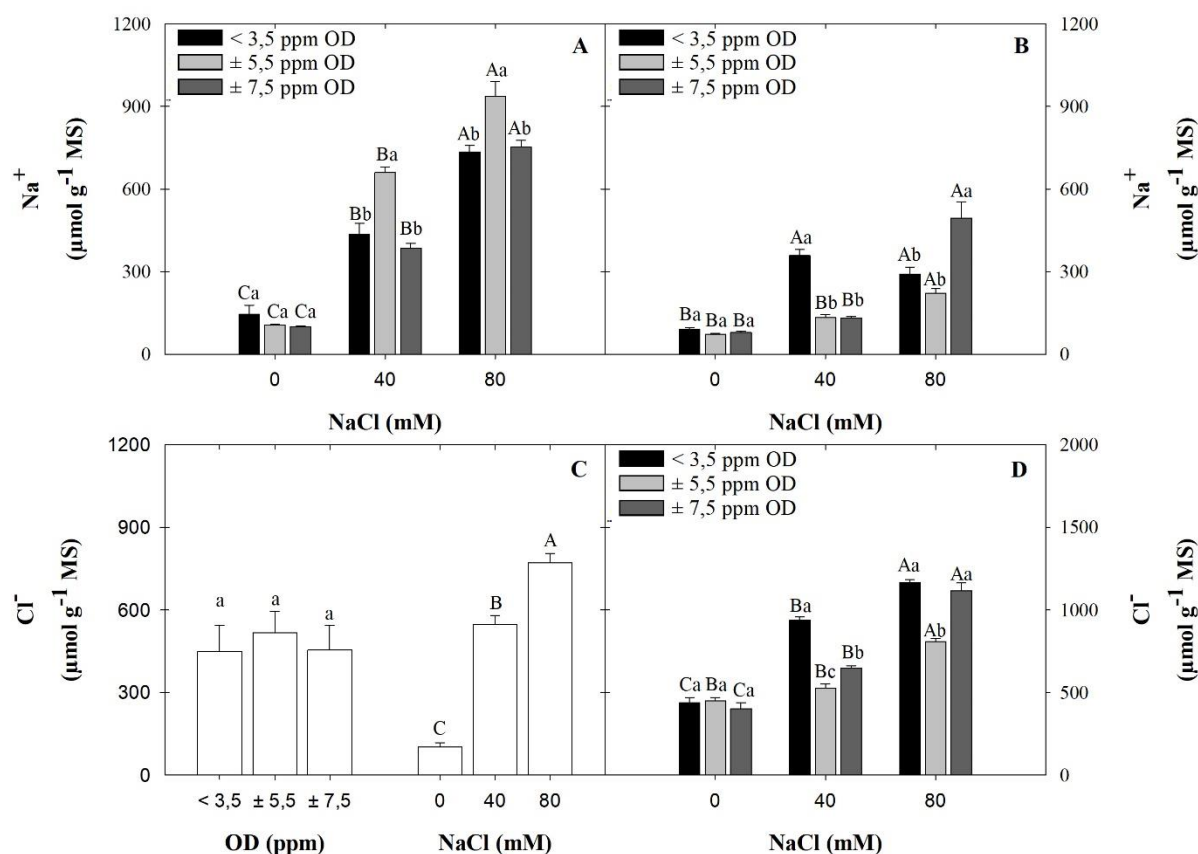 1200
900
600
300
0
Na+
(µmol g-1 MS)
< 3,5 ppm OD
± 5,5 ppm OD
± 7,5 ppm OD
A
Ca
Ca
Ca
Bb
Ba
Bb
Ab
Aa
Ab
0
40
80
NaCl (mM)
< 3,5 ppm OD
± 5,5 ppm OD
± 7,5 ppm OD
B
Ba
Ba
Ba
Aa
Bb
Bb
Ab
Ab
Aa
0
40
80
NaCl (mM)
1200
900
600
300
0
Na+
(µmol g-1 MS)
1200
900
600
300
0
Cl-
(µmol g-1 MS)
C
a
a
a
C
B
A
< 3,5
± 5,5
± 7,5
0
40
80
OD (ppm)
NaCl (mM)
< 3,5 ppm OD
± 5,5 ppm OD
± 7,5 ppm OD
D
Ca
Ba
Ca
Ba
Bc
Bb
Aa
Ab
Aa
0
40
80
NaCl (mM)
2000
1500
1000
500
0
Cl-
(µmol g-1 MS)